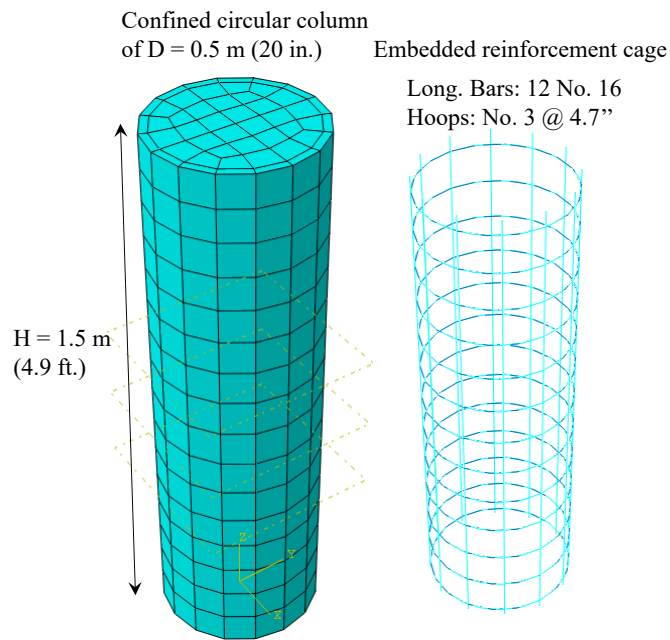 Confined circular column
of D = 0.5 m (20 in.)
Embedded reinforcement cage
Long. Bars: 12 No. 16
Hoops: No. 3 @ 4.7’’
H = 1.5 m
(4.9 ft.)
Z
Y
X